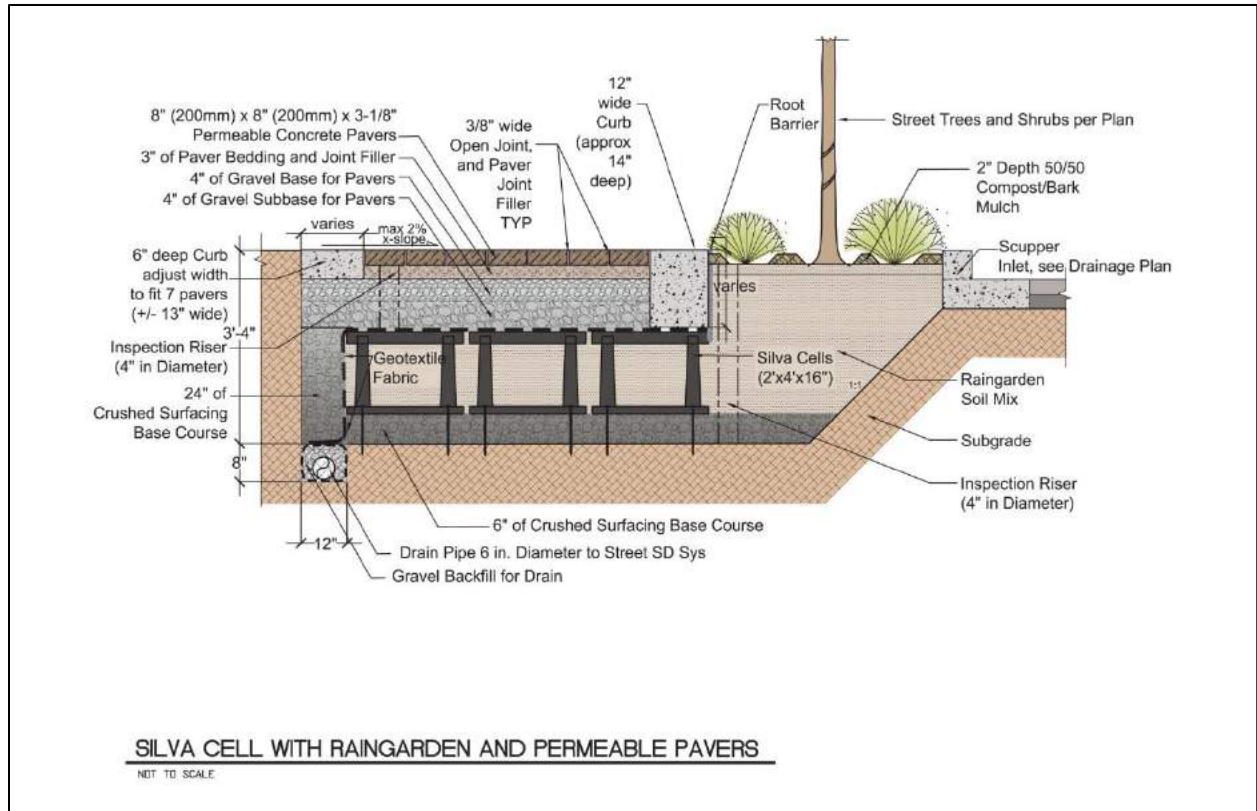 8" (200mm) x 8" (200mm) x 3-1/8"
Permeable Concrete Pavers
3" of Paver Bedding and Joint Filler
4" of Gravel Base for Pavers
4" of Gravel Subbase for Pavers
3/8" wide
Open Joint,
and Paver
Joint
Filler
TYP
12"
wide
Curb
(approx
14"
deep)
Root
Barrier
Street Trees and Shrubs per Plan
2" Depth 50/50
Compost/Bark
Mulch
Scupper
Inlet, see Drainage Plan
varies
max 2%
x-slope
6" deep Curb
adjust width
to fit 7 pavers
(+/- 13" wide)
3'-4"
varies
Inspection Riser
(4" in Diameter)
Geotextile
Fabric
Silva Cells
(2'x4'x16")
1:1
Raingarden
Soil Mix
24" of
Crushed Surfacing
Base Course
Subgrade
8"
Inspection Riser
(4" in Diameter)
6" of Crushed Surfacing Base Course
12"
Drain Pipe 6 in. Diameter to Street SD Sys
Gravel Backfill for Drain
SILVA CELL WITH RAINGARDEN AND PERMEABLE PAVERS
NOT TO SCALE